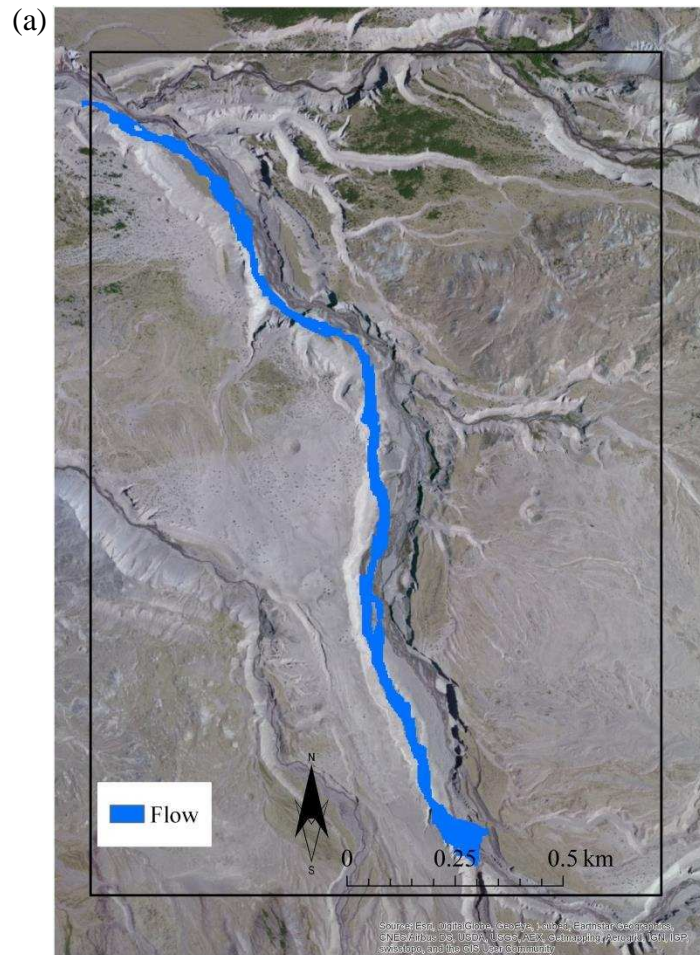 (a)
N
S
Flow
0 0.25 0.5 km
Source: Esri, DigitalGlobe, GeoEye, i-cubed, Earthstar Geographics,
CNES/Airbus DS, USDA, USGS, AEX, Getmapping, Aerogrid, IGN, IGP,
swisstopo, and the GIS User Community